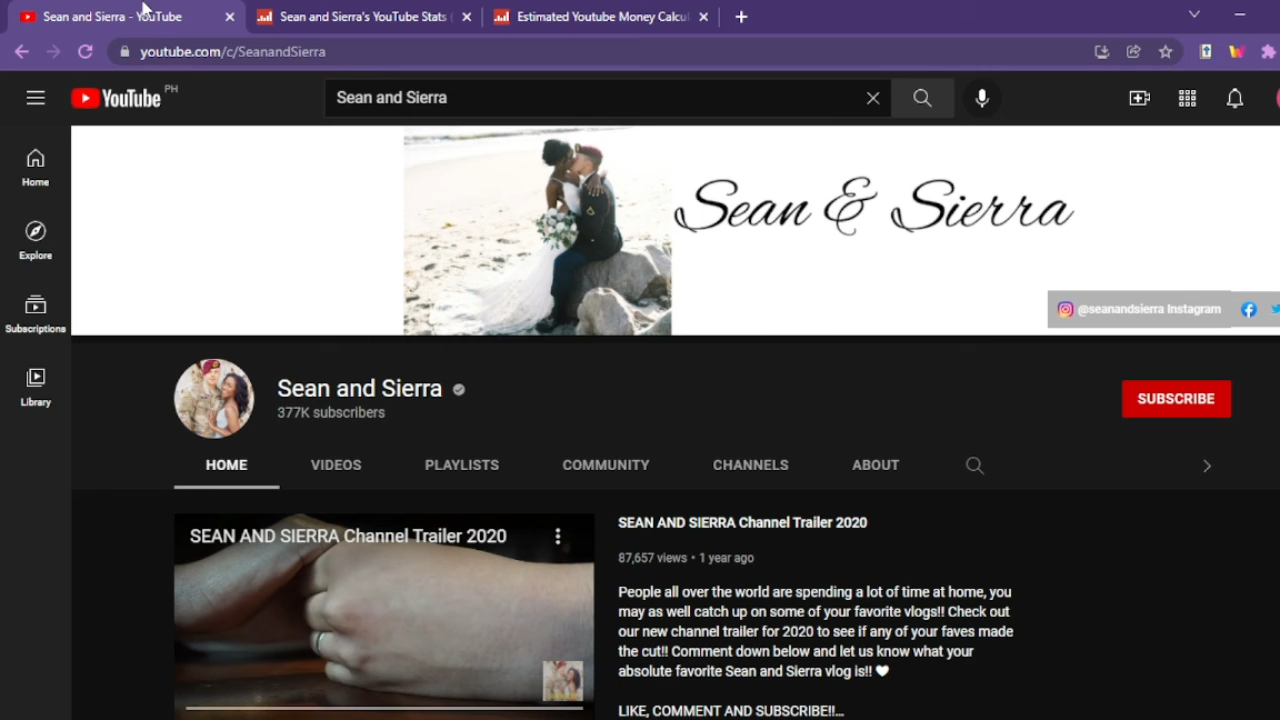 Sean and Sierra - YouTube
Sean and Sierra's YouTube Stats (
Estimated Youtube Money Calcul
youtube.com/c/SeanandSierra
YouTube PH
Sean and Sierra
Home
Explore
Subscriptions
Library
Sean & Sierra
@seanandsierra Instagram
Sean and Sierra
377K subscribers
SUBSCRIBE
HOME VIDEOS PLAYLISTS COMMUNITY CHANNELS ABOUT
SEAN AND SIERRA Channel Trailer 2020
SEAN AND SIERRA Channel Trailer 2020
87,657 views • 1 year ago
People all over the world are spending a lot of time at home, you
may as well catch up on some of your favorite vlogs!! Check out
our new channel trailer for 2020 to see if any of your faves made
the cut!! Comment down below and let us know what your
absolute favorite Sean and Sierra vlog is!! 🤍
LIKE, COMMENT AND SUBSCRIBE!!...